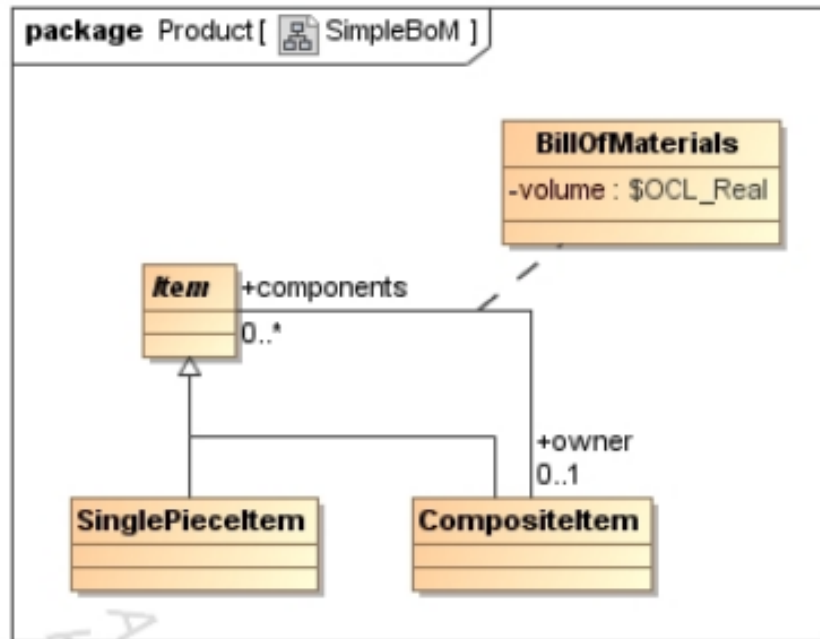 package Product [ SimpleBoM ]
BillOfMaterials
-volume : $OCL_Real
Item
+components
0..*
+owner
0..1
SinglePieceItem
CompositeItem
A